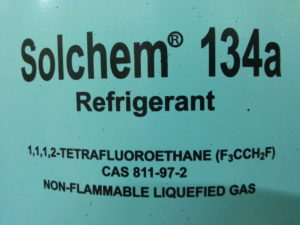 Solchem® 134a
Refrigerant
1,1,1,2-TETRAFLUOROETHANE (F₃CCH₂F)
CAS 811-97-2
NON-FLAMMABLE LIQUEFIED GAS